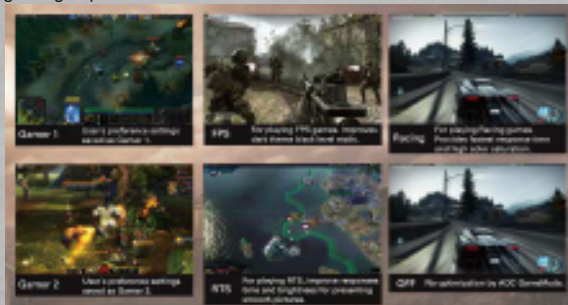 Gamer 1
User's preference settings
saved as Gamer 1.
FPS
For playing FPS games. Improves
dark theme black level
Racing
For playing Racing games.
Provides fastest response time
and high color saturation.
Gamer 2
User's preference settings
saved as Gamer 2.
RTS
For playing RTS, improve responses
time and brightness for presenting
smooth pictures.
OFF
No optimization by AOC GameMode.